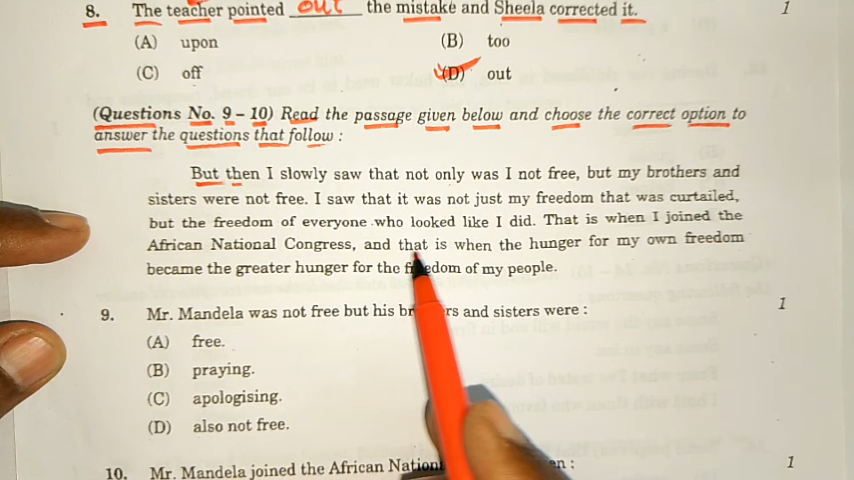 8. The teacher pointed out the mistake and Sheela corrected it. 1
(A) upon (B) too
(C) off (D) out
(Questions No. 9 – 10) Read the passage given below and choose the correct option to
answer the questions that follow :
But then I slowly saw that not only was I not free, but my brothers and
sisters were not free. I saw that it was not just my freedom that was curtailed,
but the freedom of everyone who looked like I did. That is when I joined the
African National Congress, and that is when the hunger for my own freedom
became the greater hunger for the freedom of my people.
9. Mr. Mandela was not free but his brothers and sisters were : 1
(A) free.
(B) praying.
(C) apologising.
(D) also not free.
10. Mr. Mandela joined the African National : 1